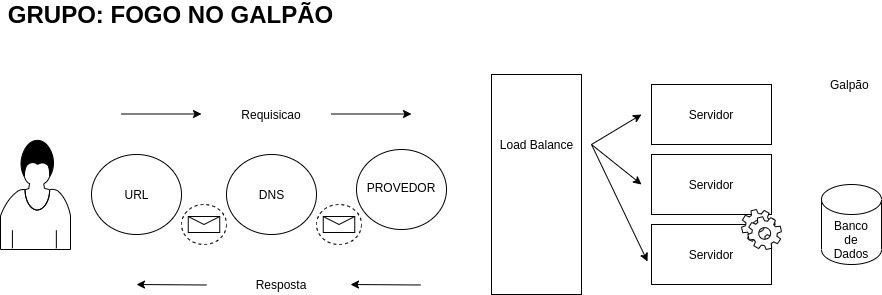 GRUPO: FOGO NO GALPÃO
Requisicao
Galpão
URL
DNS
PROVEDOR
Load Balance
Servidor
Servidor
Servidor
Banco
de
Dados
Resposta